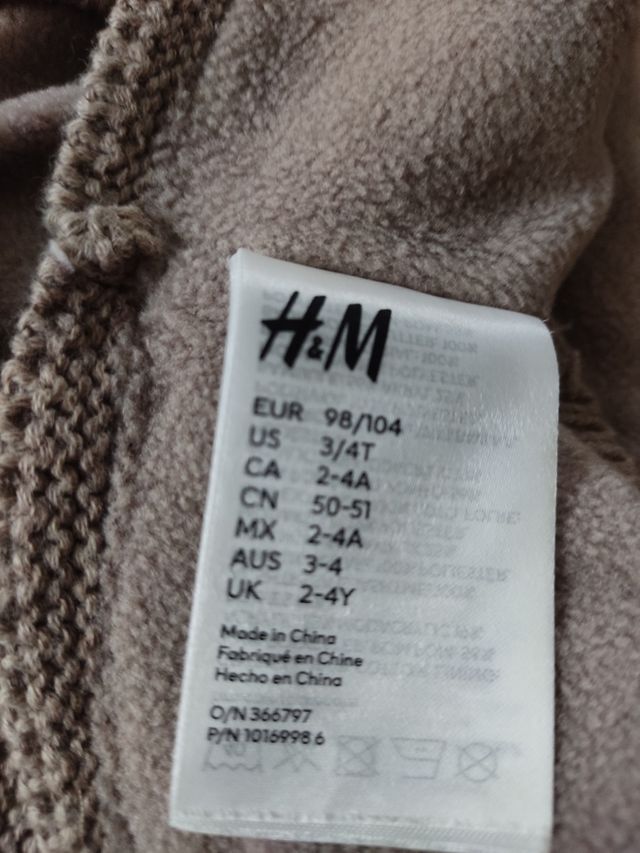 H&M
EUR 98/104
US 3/4T
CA 2-4A
CN 50-51
MX 2-4A
AUS 3-4
UK 2-4Y
Made in China
Fabriqué en Chine
Hecho en China
O/N 366797
P/N 1016998 6